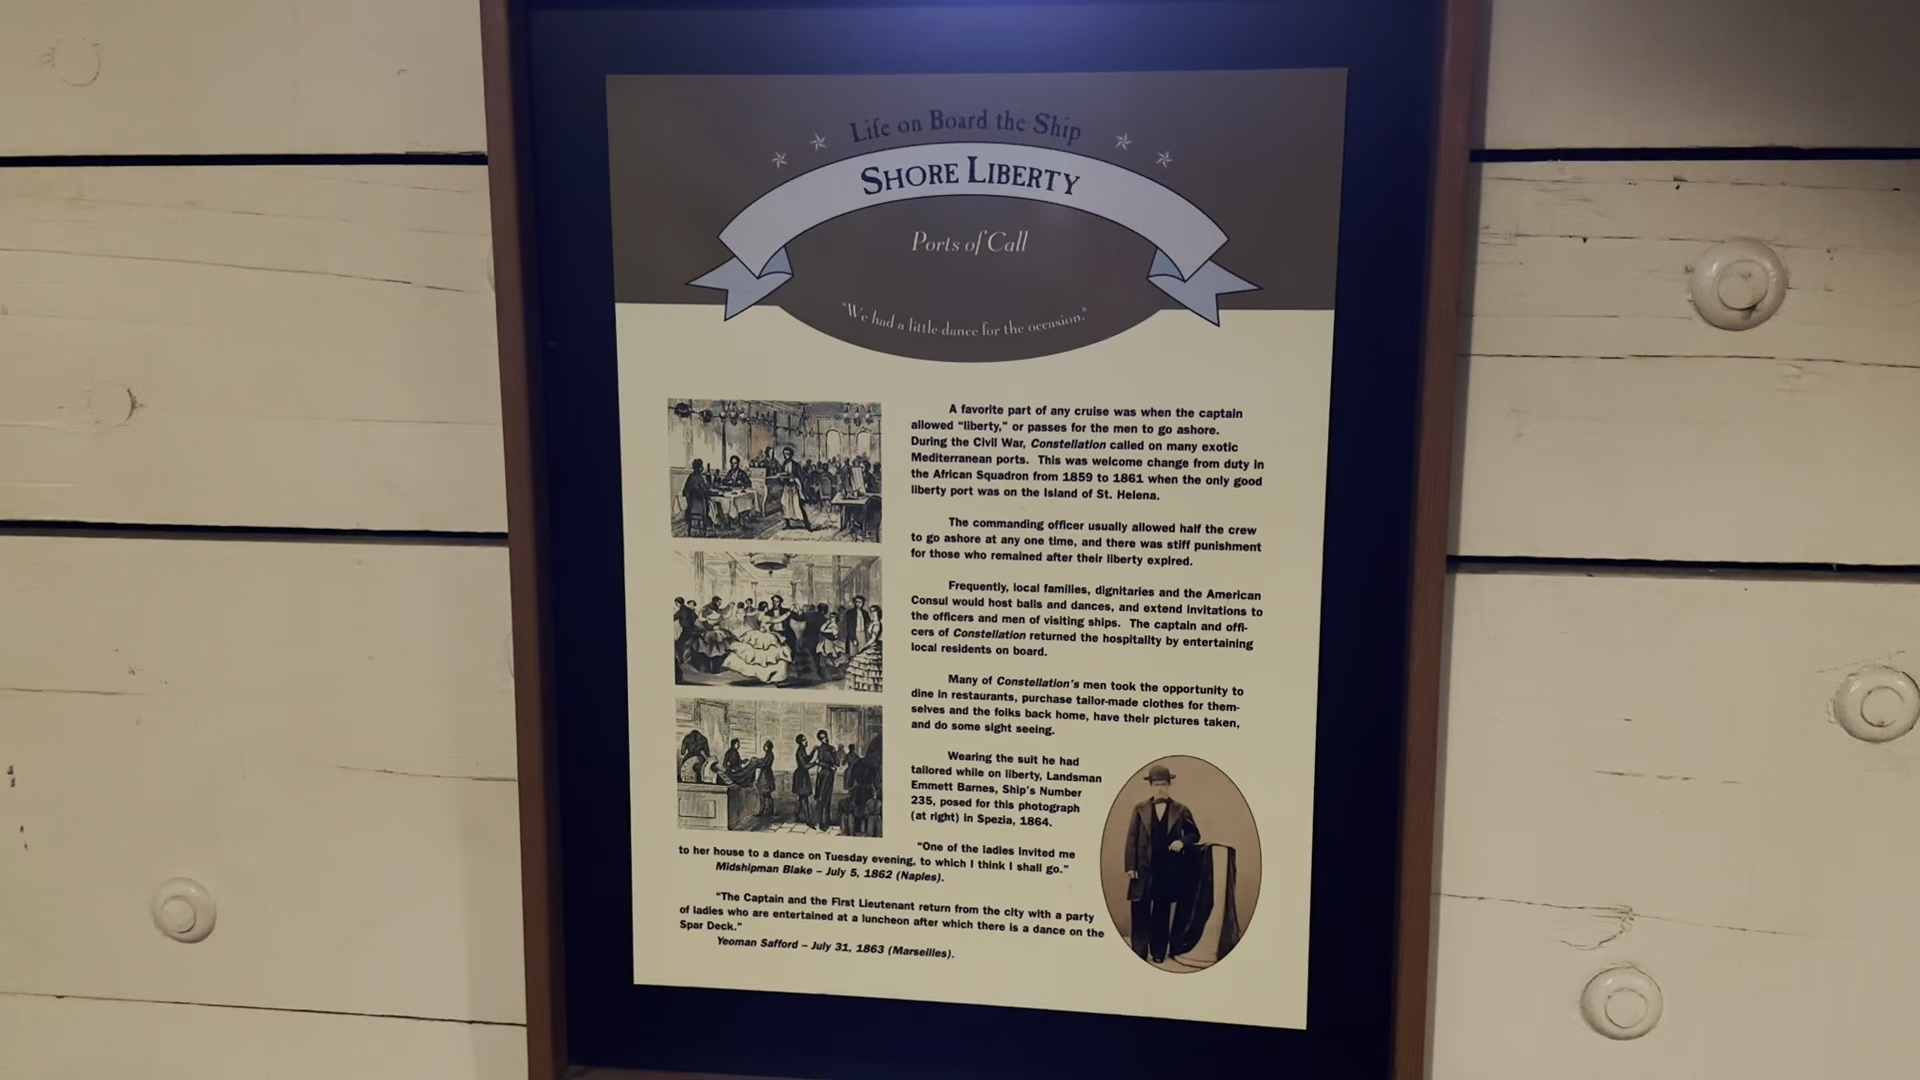 Life on Board the Ship
SHORE LIBERTY
Ports of Call
"We had a little dance for the occasion."
A favorite part of any cruise was when the captain
allowed "liberty," or passes for the men to go ashore.
During the Civil War, Constellation called on many exotic
Mediterranean ports. This was welcome change from duty in
the African Squadron from 1859 to 1861 when the only good
liberty port was on the Island of St. Helena.
The commanding officer usually allowed half the crew
to go ashore at any one time, and there was stiff punishment
for those who remained after their liberty expired.
Frequently, local families, dignitaries and the American
Consul would host balls and dances, and extend invitations to
the officers and men of visiting ships. The captain and offi-
cers of Constellation returned the hospitality by entertaining
local residents on board.
Many of Constellation's men took the opportunity to
dine in restaurants, purchase tailor-made clothes for them-
selves and the folks back home, have their pictures taken,
and do some sight seeing.
Wearing the suit he had
tailored while on liberty, Landsman
Emmett Barnes, Ship's Number
235, posed for this photograph
(at right) in Spezia, 1864.
"One of the ladies invited me
to her house to a dance on Tuesday evening, to which I think I shall go."
Midshipman Blake – July 5, 1862 (Naples).
"The Captain and the First Lieutenant return from the city with a party
of ladies who are entertained at a luncheon after which there is a dance on the
Spar Deck."
Yeoman Safford – July 31, 1863 (Marseilles).